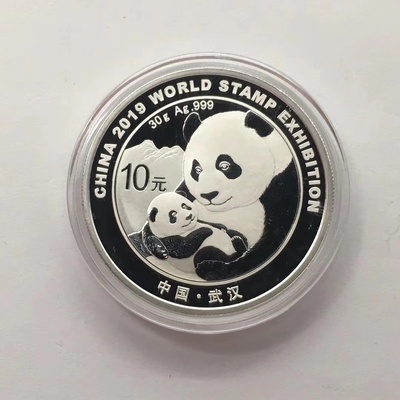 CHINA 2019 WORLD STAMP EXHIBITION
30g Ag.999
10元
中国·武汉